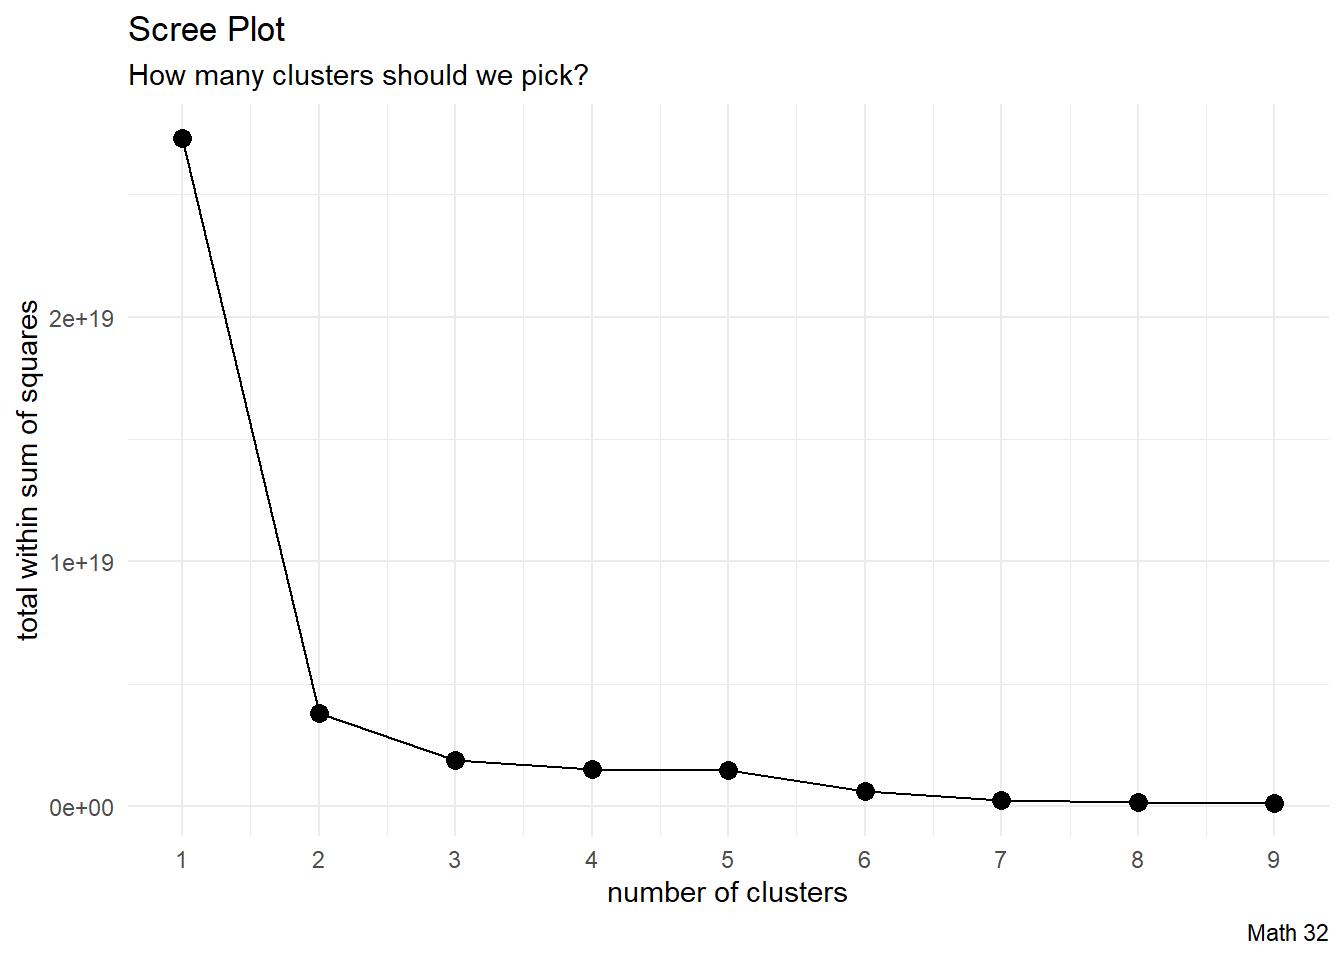 Scree Plot
How many clusters should we pick?
total within sum of squares
2e+19
1e+19
0e+00
1 2 3 4 5 6 7 8 9
number of clusters
Math 32